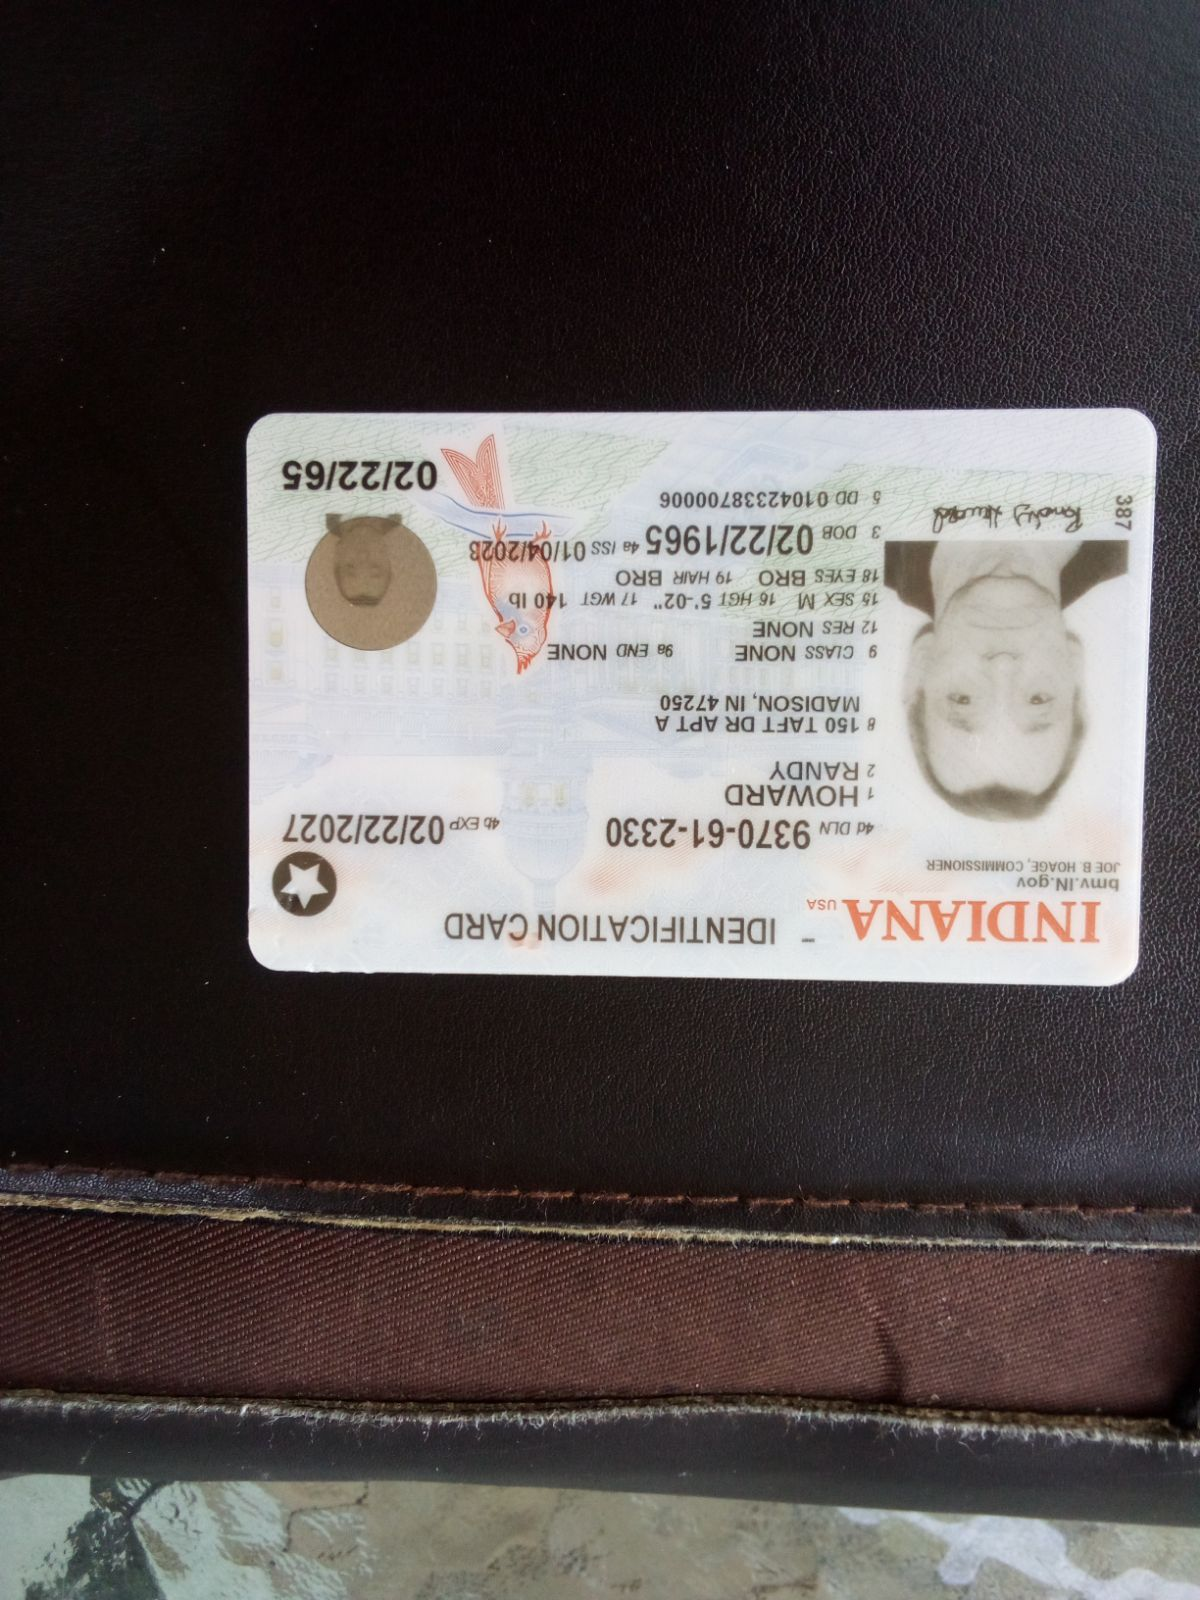 INDIANA USA IDENTIFICATION CARD
bmv.IN.gov
JOE B. HOAGE, COMMISSIONER
4d DLN 9370-61-2330 4b EXP 02/22/2027
1 HOWARD
2 RANDY
8 150 TAFT DR APT A
MADISON, IN 47250
9 CLASS NONE 9a END NONE
12 RES NONE
15 SEX M 16 HGT 5'-02" 17 WGT 140 lb
18 EYES BRO 19 HAIR BRO
3 DOB 02/22/1965 4a ISS 01/04/2023
5 DD 01042338700006
02/22/65
387
Randy Howard